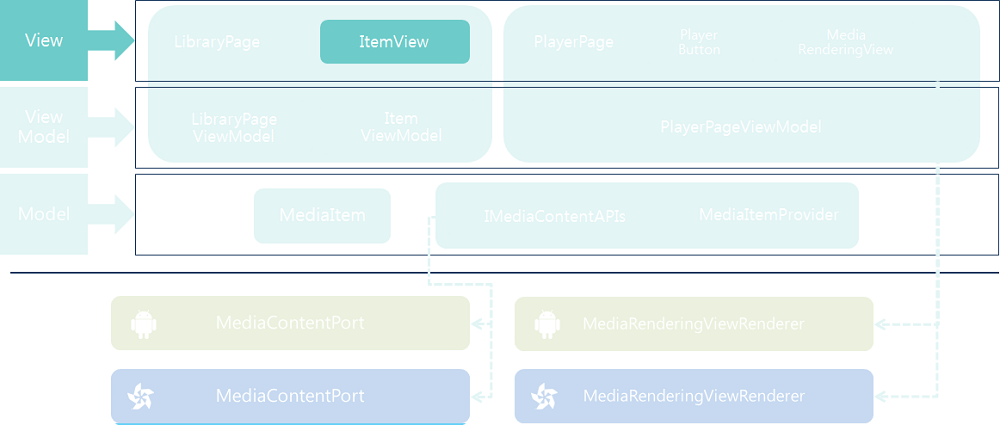 View
LibraryPage
ItemView
PlayerPage
Player
Button
Media
RenderingView
View
Model
LibraryPage
ViewModel
Item
ViewModel
PlayerPageViewModel
Model
MediaItem
IMediaContentAPIs
MediaItemProvider
MediaContentPort
MediaRenderingViewRenderer
MediaContentPort
MediaRenderingViewRenderer